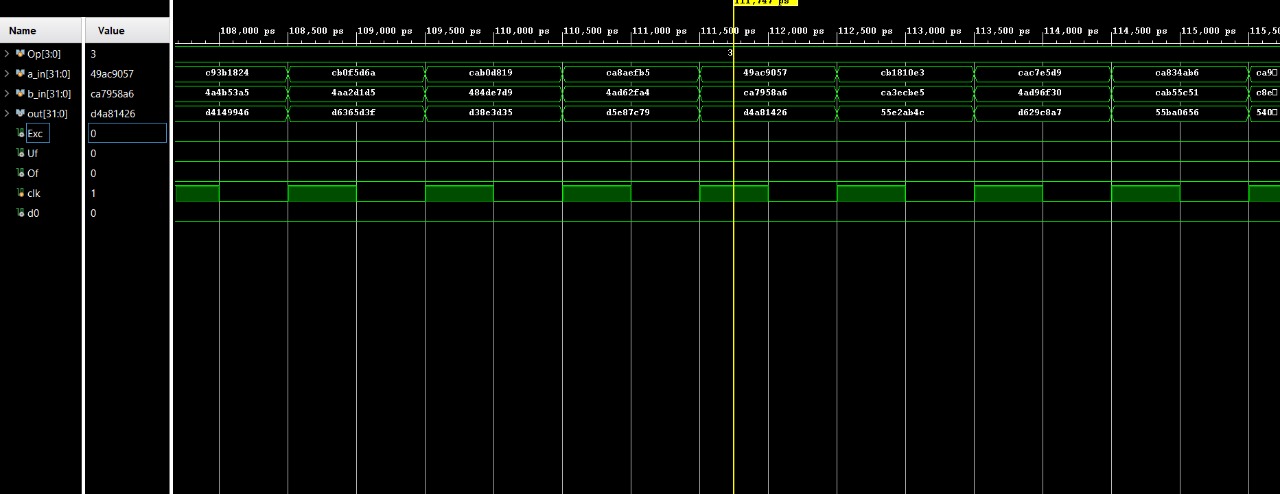 111,747 ps
Name Value
108,000 ps 108,500 ps 109,000 ps 109,500 ps 110,000 ps 110,500 ps 111,000 ps 111,500 112,000 ps 112,500 ps 113,000 ps 113,500 ps 114,000 ps 114,500 ps 115,000 ps 115,5
Op[3:0] 3 3
a_in[31:0] 49ac9057 c93b1824 cb0f5d6a cab0d819 ca8aefb5 49ac9057 cb1810e3 cac7e5d9 ca834ab6 ca9
b_in[31:0] ca7958a6 4a4b53a5 4aa2d1d5 484de7d9 4ad62fa4 ca7958a6 ca3ecbe5 4ad96f30 cab55c51 c8e
out[31:0] d4a81426 d4149946 d6365d3f d38e3d35 d5e87c79 d4a81426 55e2ab4c d629c8a7 55ba0656 540
Exc 0
Uf 0
Of 0
clk 1
d0 0